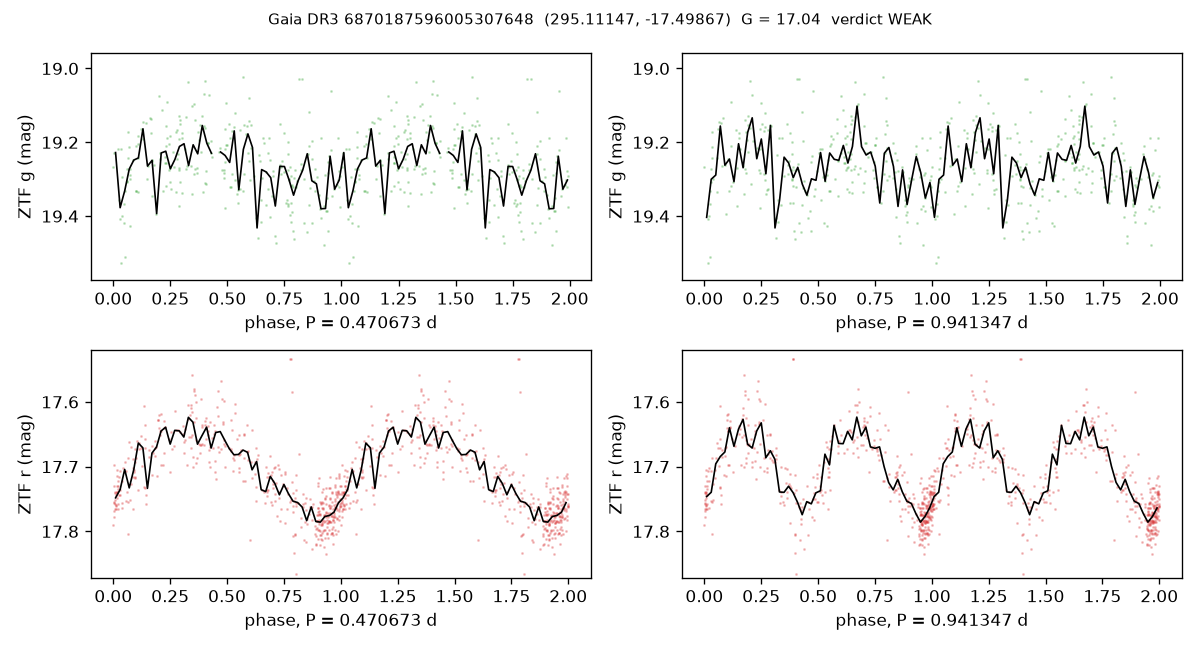 Gaia DR3 6870187596005307648  (295.11147, -17.49867)  G = 17.04  verdict WEAK
ZTF g (mag)
19.0
19.2
19.4
0.00 0.25 0.50 0.75 1.00 1.25 1.50 1.75 2.00
phase, P = 0.470673 d
ZTF g (mag)
19.0
19.2
19.4
0.00 0.25 0.50 0.75 1.00 1.25 1.50 1.75 2.00
phase, P = 0.941347 d
ZTF r (mag)
17.6
17.7
17.8
0.00 0.25 0.50 0.75 1.00 1.25 1.50 1.75 2.00
phase, P = 0.470673 d
ZTF r (mag)
17.6
17.7
17.8
0.00 0.25 0.50 0.75 1.00 1.25 1.50 1.75 2.00
phase, P = 0.941347 d